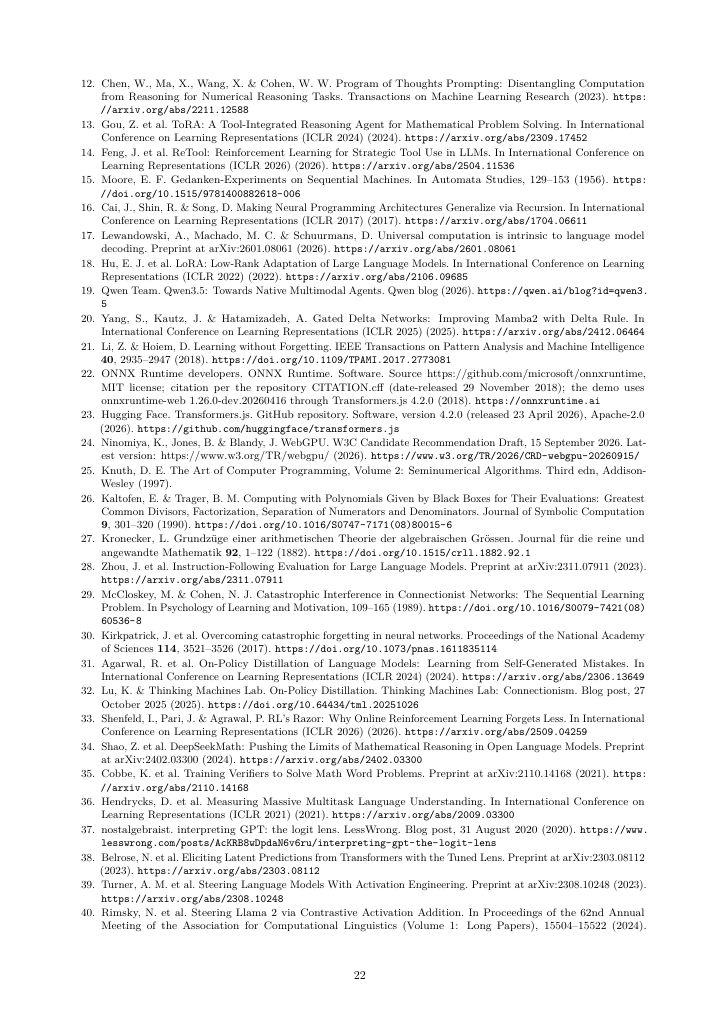 12. Chen, W., Ma, X., Wang, X. & Cohen, W. W. Program of Thoughts Prompting: Disentangling Computation
from Reasoning for Numerical Reasoning Tasks. Transactions on Machine Learning Research (2023). https:
//arxiv.org/abs/2211.12588
13. Gou, Z. et al. ToRA: A Tool-Integrated Reasoning Agent for Mathematical Problem Solving. In International
Conference on Learning Representations (ICLR 2024) (2024). https://arxiv.org/abs/2309.17452
14. Feng, J. et al. ReTool: Reinforcement Learning for Strategic Tool Use in LLMs. In International Conference on
Learning Representations (ICLR 2026) (2026). https://arxiv.org/abs/2504.11536
15. Moore, E. F. Gedanken-Experiments on Sequential Machines. In Automata Studies, 129–153 (1956). https:
//doi.org/10.1515/9781400882618-006
16. Cai, J., Shin, R. & Song, D. Making Neural Programming Architectures Generalize via Recursion. In International
Conference on Learning Representations (ICLR 2017) (2017). https://arxiv.org/abs/1704.06611
17. Lewandowski, A., Machado, M. C. & Schuurmans, D. Universal computation is intrinsic to language model
decoding. Preprint at arXiv:2601.08061 (2026). https://arxiv.org/abs/2601.08061
18. Hu, E. J. et al. LoRA: Low-Rank Adaptation of Large Language Models. In International Conference on Learning
Representations (ICLR 2022) (2022). https://arxiv.org/abs/2106.09685
19. Qwen Team. Qwen3.5: Towards Native Multimodal Agents. Qwen blog (2026). https://qwen.ai/blog?id=qwen3.
5
20. Yang, S., Kautz, J. & Hatamizadeh, A. Gated Delta Networks: Improving Mamba2 with Delta Rule. In
International Conference on Learning Representations (ICLR 2025) (2025). https://arxiv.org/abs/2412.06464
21. Li, Z. & Hoiem, D. Learning without Forgetting. IEEE Transactions on Pattern Analysis and Machine Intelligence
40, 2935–2947 (2018). https://doi.org/10.1109/TPAMI.2017.2773081
22. ONNX Runtime developers. ONNX Runtime. Software. Source https://github.com/microsoft/onnxruntime,
MIT license; citation per the repository CITATION.cff (date-released 29 November 2018); the demo uses
onnxruntime-web 1.26.0-dev.20260416 through Transformers.js 4.2.0 (2018). https://onnxruntime.ai
23. Hugging Face. Transformers.js. GitHub repository. Software, version 4.2.0 (released 23 April 2026), Apache-2.0
(2026). https://github.com/huggingface/transformers.js
24. Ninomiya, K., Jones, B. & Blandy, J. WebGPU. W3C Candidate Recommendation Draft, 15 September 2026. Lat-
est version: https://www.w3.org/TR/webgpu/ (2026). https://www.w3.org/TR/2026/CRD-webgpu-20260915/
25. Knuth, D. E. The Art of Computer Programming, Volume 2: Seminumerical Algorithms. Third edn, Addison-
Wesley (1997).
26. Kaltofen, E. & Trager, B. M. Computing with Polynomials Given by Black Boxes for Their Evaluations: Greatest
Common Divisors, Factorization, Separation of Numerators and Denominators. Journal of Symbolic Computation
9, 301–320 (1990). https://doi.org/10.1016/S0747-7171(08)80015-6
27. Kronecker, L. Grundzüge einer arithmetischen Theorie der algebraischen Grössen. Journal für die reine und
angewandte Mathematik 92, 1–122 (1882). https://doi.org/10.1515/crll.1882.92.1
28. Zhou, J. et al. Instruction-Following Evaluation for Large Language Models. Preprint at arXiv:2311.07911 (2023).
https://arxiv.org/abs/2311.07911
29. McCloskey, M. & Cohen, N. J. Catastrophic Interference in Connectionist Networks: The Sequential Learning
Problem. In Psychology of Learning and Motivation, 109–165 (1989). https://doi.org/10.1016/S0079-7421(08)
60536-8
30. Kirkpatrick, J. et al. Overcoming catastrophic forgetting in neural networks. Proceedings of the National Academy
of Sciences 114, 3521–3526 (2017). https://doi.org/10.1073/pnas.1611835114
31. Agarwal, R. et al. On-Policy Distillation of Language Models: Learning from Self-Generated Mistakes. In
International Conference on Learning Representations (ICLR 2024) (2024). https://arxiv.org/abs/2306.13649
32. Lu, K. & Thinking Machines Lab. On-Policy Distillation. Thinking Machines Lab: Connectionism. Blog post, 27
October 2025 (2025). https://doi.org/10.64434/tml.20251026
33. Shenfeld, I., Pari, J. & Agrawal, P. RL's Razor: Why Online Reinforcement Learning Forgets Less. In International
Conference on Learning Representations (ICLR 2026) (2026). https://arxiv.org/abs/2509.04259
34. Shao, Z. et al. DeepSeekMath: Pushing the Limits of Mathematical Reasoning in Open Language Models. Preprint
at arXiv:2402.03300 (2024). https://arxiv.org/abs/2402.03300
35. Cobbe, K. et al. Training Verifiers to Solve Math Word Problems. Preprint at arXiv:2110.14168 (2021). https:
//arxiv.org/abs/2110.14168
36. Hendrycks, D. et al. Measuring Massive Multitask Language Understanding. In International Conference on
Learning Representations (ICLR 2021) (2021). https://arxiv.org/abs/2009.03300
37. nostalgebraist. interpreting GPT: the logit lens. LessWrong. Blog post, 31 August 2020 (2020). https://www.
lesswrong.com/posts/AcKRB8wDpdaN6v6ru/interpreting-gpt-the-logit-lens
38. Belrose, N. et al. Eliciting Latent Predictions from Transformers with the Tuned Lens. Preprint at arXiv:2303.08112
(2023). https://arxiv.org/abs/2303.08112
39. Turner, A. M. et al. Steering Language Models With Activation Engineering. Preprint at arXiv:2308.10248 (2023).
https://arxiv.org/abs/2308.10248
40. Rimsky, N. et al. Steering Llama 2 via Contrastive Activation Addition. In Proceedings of the 62nd Annual
Meeting of the Association for Computational Linguistics (Volume 1: Long Papers), 15504–15522 (2024).
22